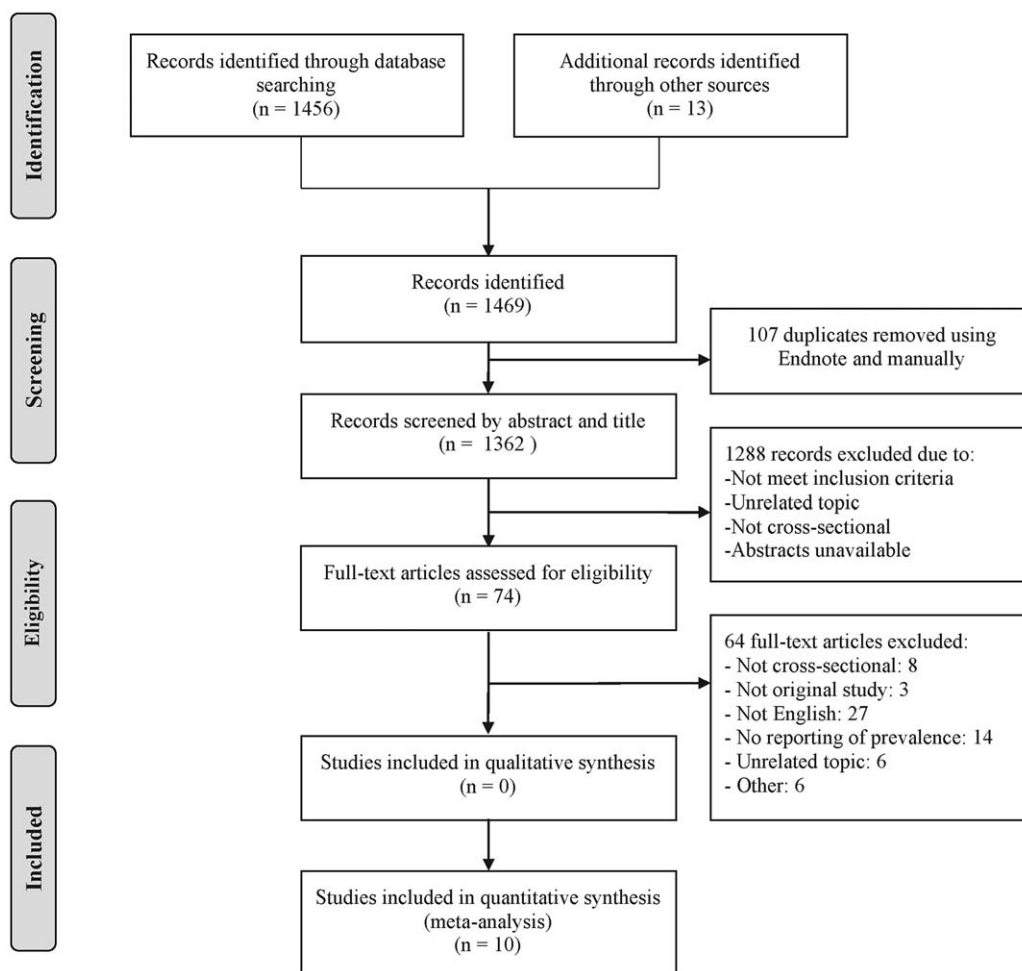 Identification
Records identified through database
searching
(n = 1456)
Additional records identified
through other sources
(n = 13)
Screening
Records identified
(n = 1469)
107 duplicates removed using
Endnote and manually
Records screened by abstract and title
(n =  1362 )
1288 records excluded due to:
-Not meet inclusion criteria
-Unrelated topic
-Not cross-sectional
-Abstracts unavailable
Eligibility
Full-text articles assessed for eligibility
(n = 74)
64 full-text articles excluded:
- Not cross-sectional: 8
- Not original study: 3
- Not English: 27
- No reporting of prevalence: 14
- Unrelated topic: 6
- Other: 6
Included
Studies included in qualitative synthesis
(n = 0)
Studies included in quantitative synthesis
(meta-analysis)
(n = 10)